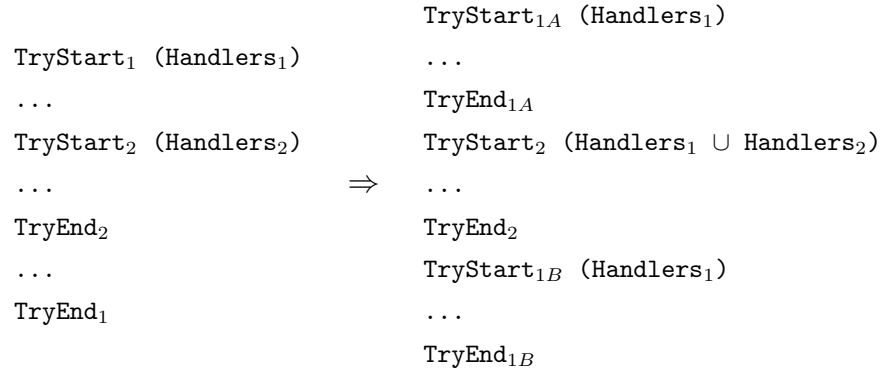 TryStart₁ (Handlers₁)
...
TryStart₂ (Handlers₂)
...
TryEnd₂
...
TryEnd₁
⇒
TryStart₁A (Handlers₁)
...
TryEnd₁A
TryStart₂ (Handlers₁ ∪ Handlers₂)
...
TryEnd₂
TryStart₁B (Handlers₁)
...
TryEnd₁B